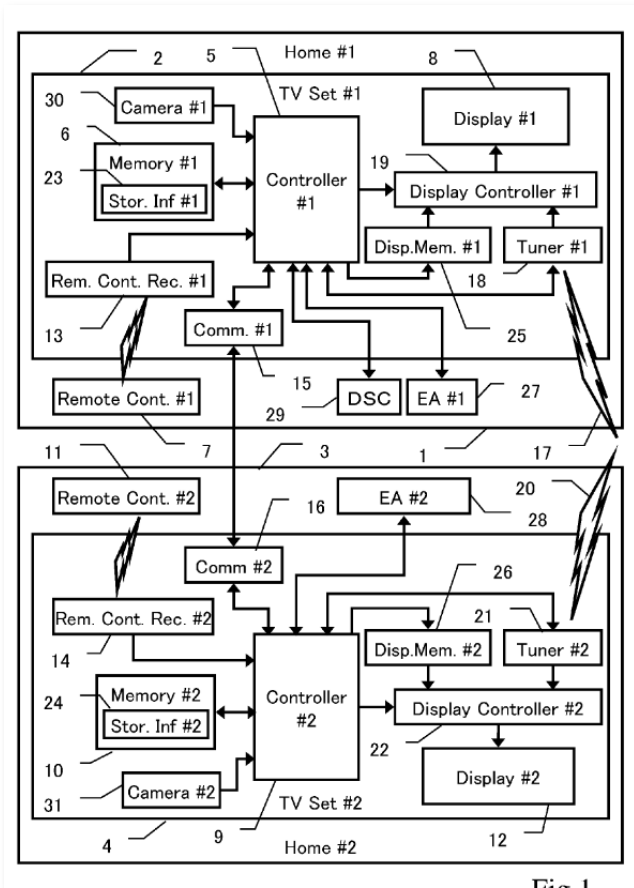 Home #1
2
5
8
TV Set #1
30
Camera #1
Display #1
6
Memory #1
23
Stor. Inf #1
Controller
#1
19
Display Controller #1
Disp.Mem. #1
Tuner #1
Rem. Cont. Rec. #1
18
13
Comm. #1
25
15
29
DSC
EA #1
27
Remote Cont. #1
7
1
17
11
3
20
Remote Cont. #2
16
EA #2
28
Comm #2
26
21
Rem. Cont. Rec. #2
14
Disp.Mem. #2
Tuner #2
24
Memory #2
Stor. Inf #2
Controller
#2
Display Controller #2
10
22
31
Camera #2
Display #2
TV Set #2
4
9
12
Home #2
Fig.1